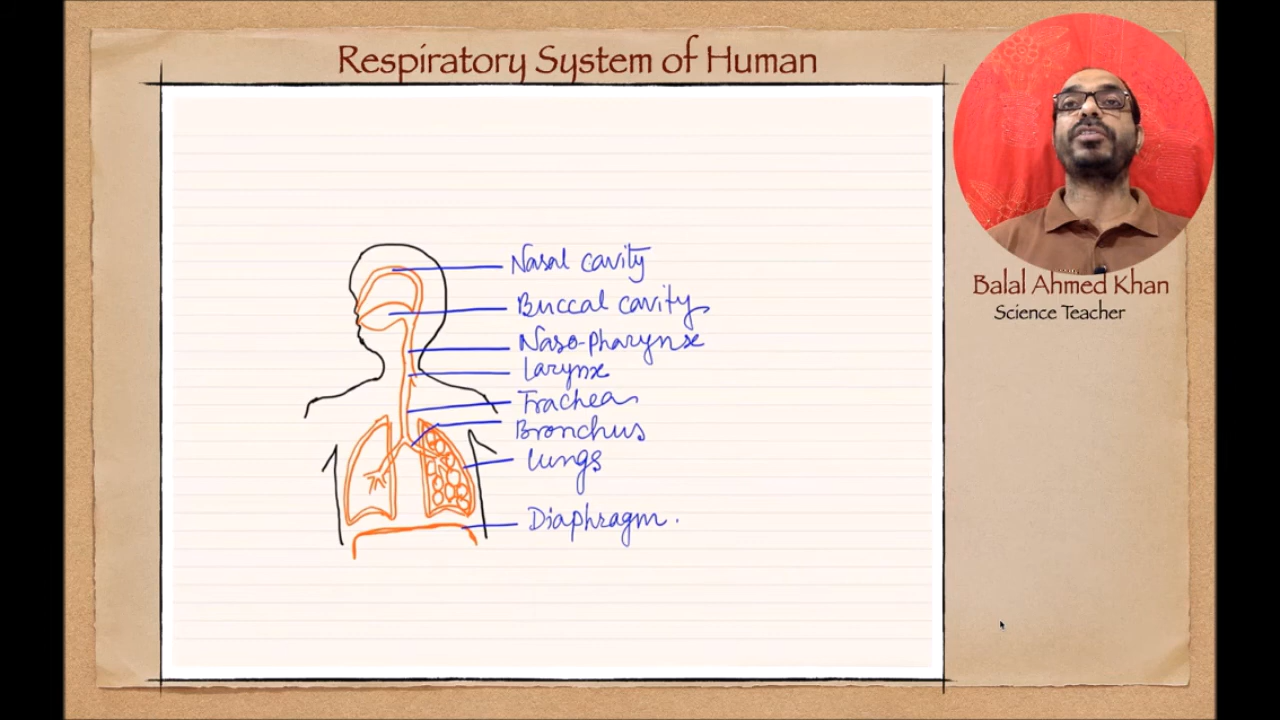 Respiratory System of Human
Nasal cavity
Buccal cavity
Naso-pharynx
Larynx
Trachea
Bronchus
Lungs
Diaphragm.
Balal Ahmed Khan
Science Teacher